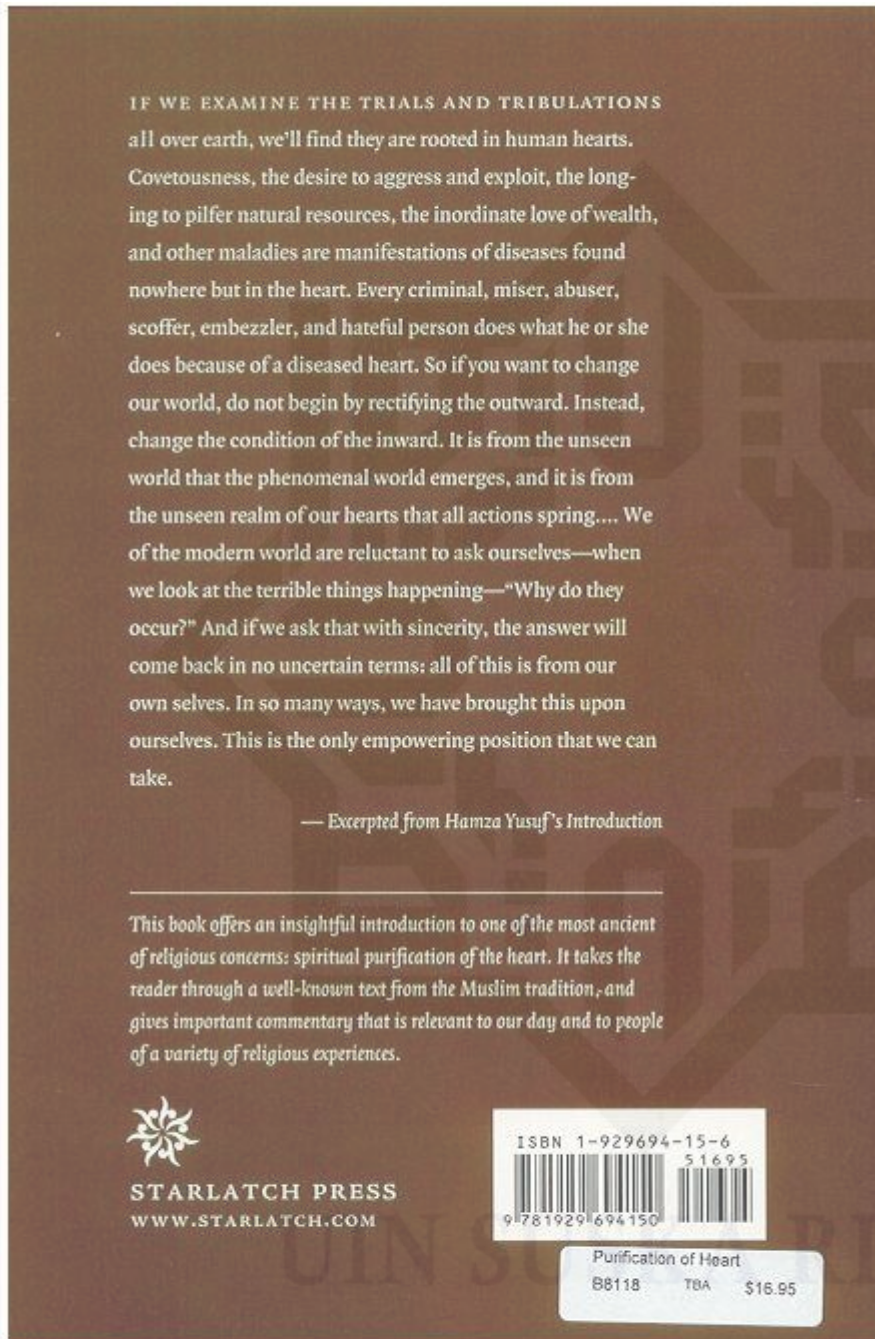 IF WE EXAMINE THE TRIALS AND TRIBULATIONS
all over earth, we'll find they are rooted in human hearts.
Covetousness, the desire to aggress and exploit, the long-
ing to pilfer natural resources, the inordinate love of wealth,
and other maladies are manifestations of diseases found
nowhere but in the heart. Every criminal, miser, abuser,
scoffer, embezzler, and hateful person does what he or she
does because of a diseased heart. So if you want to change
our world, do not begin by rectifying the outward. Instead,
change the condition of the inward. It is from the unseen
world that the phenomenal world emerges, and it is from
the unseen realm of our hearts that all actions spring.... We
of the modern world are reluctant to ask ourselves—when
we look at the terrible things happening—“Why do they
occur?” And if we ask that with sincerity, the answer will
come back in no uncertain terms: all of this is from our
own selves. In so many ways, we have brought this upon
ourselves. This is the only empowering position that we can
take.
— Excerpted from Hamza Yusuf's Introduction
This book offers an insightful introduction to one of the most ancient
of religious concerns: spiritual purification of the heart. It takes the
reader through a well-known text from the Muslim tradition, and
gives important commentary that is relevant to our day and to people
of a variety of religious experiences.
STARLATCH PRESS
WWW.STARLATCH.COM
ISBN 1-929694-15-6
51695
9 781929 694150
UIN SU
Purification of Heart
B8118 TBA $16.95